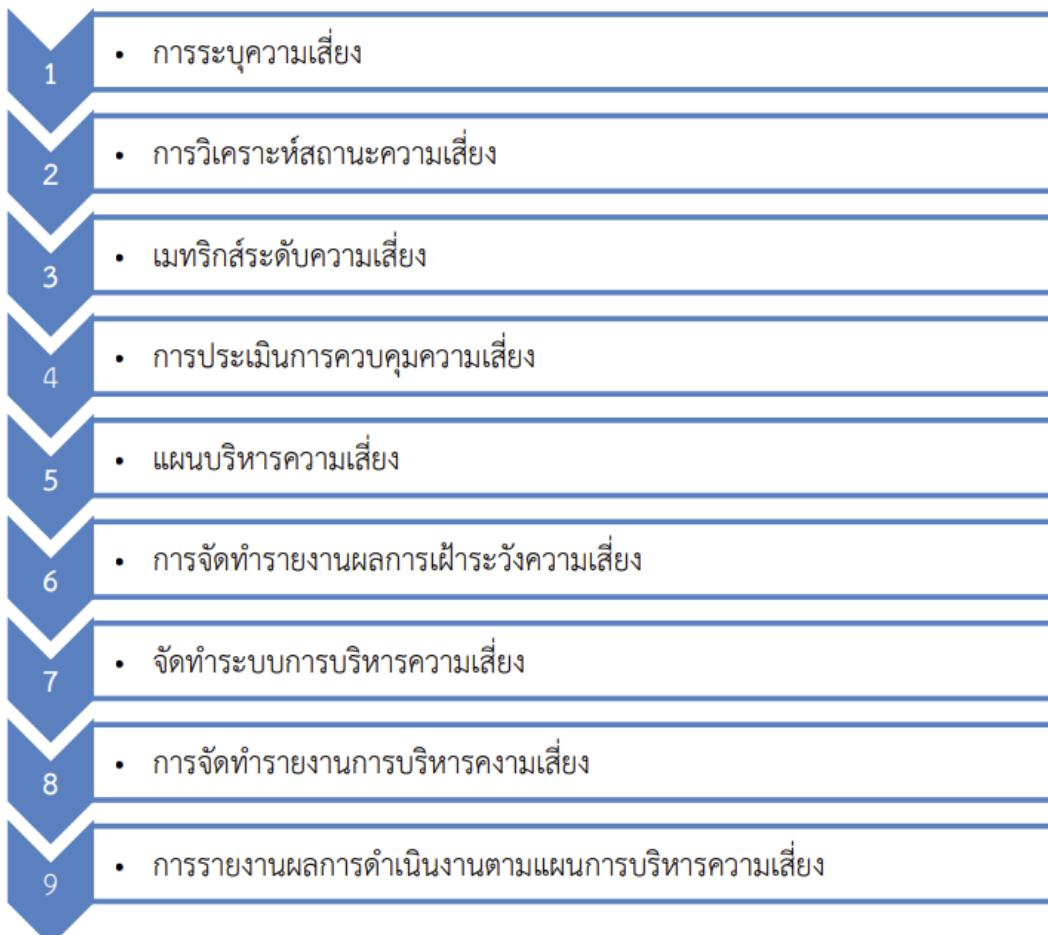 1 • การระบุความเสี่ยง
2 • การวิเคราะห์สถานะความเสี่ยง
3 • เมทริกส์ระดับความเสี่ยง
4 • การประเมินการควบคุมความเสี่ยง
5 • แผนบริหารความเสี่ยง
6 • การจัดทำรายงานผลการเฝ้าระวังความเสี่ยง
7 • จัดทำระบบการบริหารความเสี่ยง
8 • การจัดทำรายงานการบริหารคงามเสี่ยง
9 • การรายงานผลการดำเนินงานตามแผนการบริหารความเสี่ยง